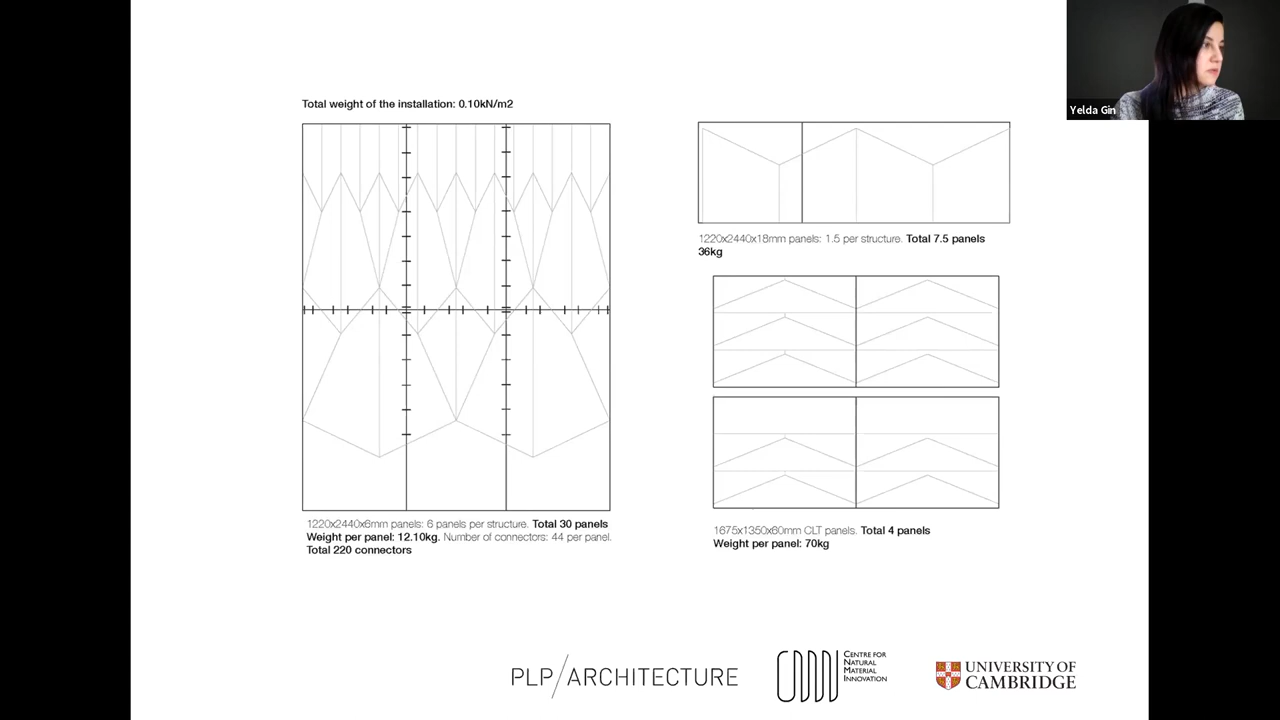 Total weight of the installation: 0.10kN/m2
1220x2440x6mm panels: 6 panels per structure. Total 30 panels
Weight per panel: 12.10kg. Number of connectors: 44 per panel.
Total 220 connectors
1220x2440x18mm panels: 1.5 per structure. Total 7.5 panels
36kg
1675x1350x60mm CLT panels. Total 4 panels
Weight per panel: 70kg
Yelda Gin
PLP/ARCHITECTURE
CENTRE FOR
NATURAL
MATERIAL
INNOVATION
UNIVERSITY OF
CAMBRIDGE